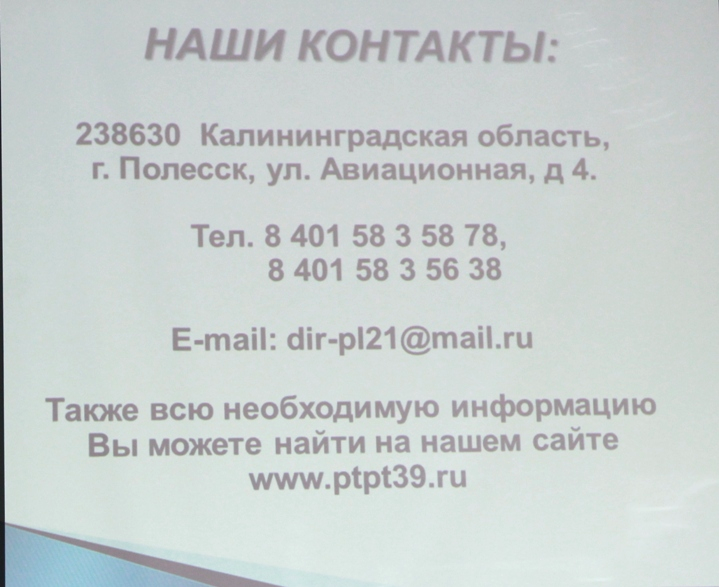 НАШИ КОНТАКТЫ:
238630 Калининградская область,
г. Полесск, ул. Авиационная, д 4.
Тел. 8 401 58 3 58 78,
8 401 58 3 56 38
E-mail: dir-pl21@mail.ru
Также всю необходимую информацию
Вы можете найти на нашем сайте
www.ptpt39.ru